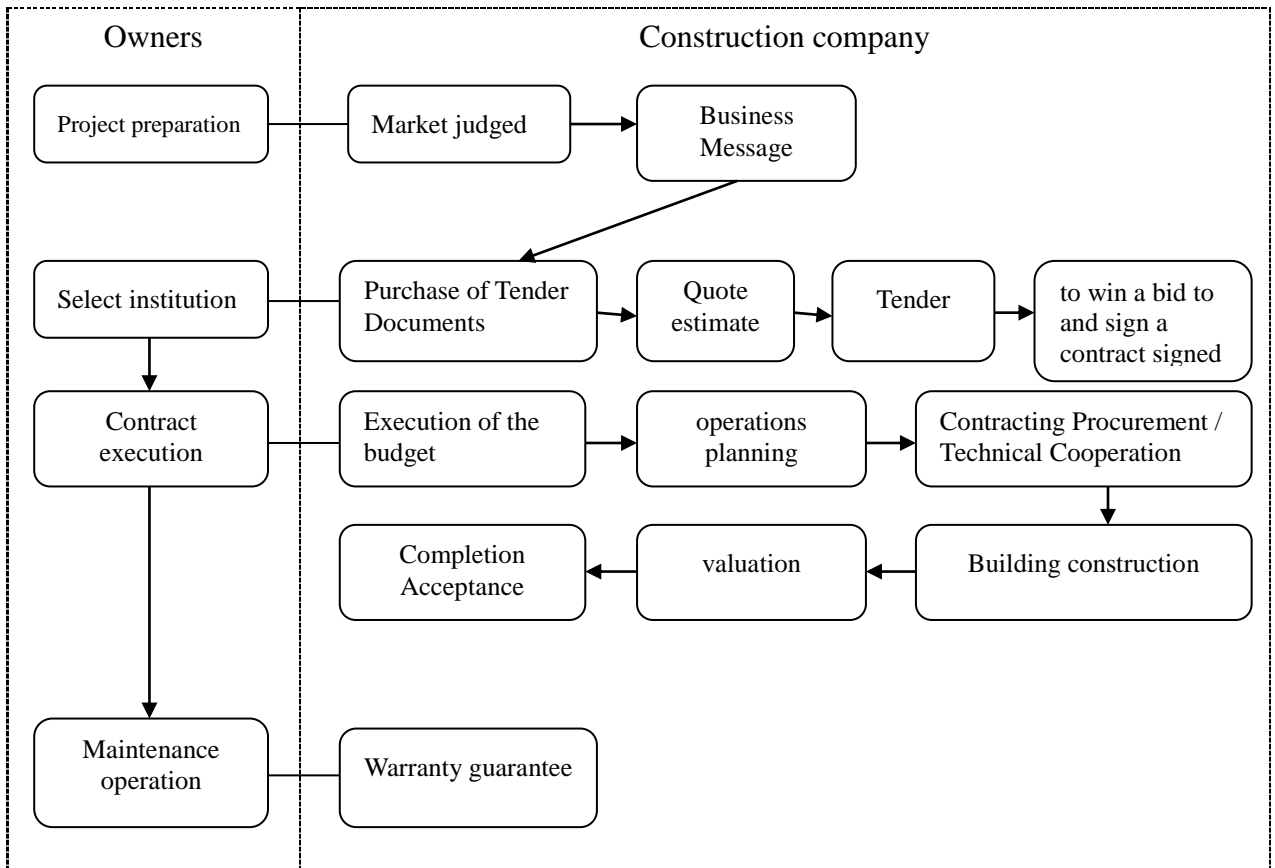 Owners
Construction company
Project preparation
Market judged
Business
Message
Select institution
Purchase of Tender
Documents
Quote
estimate
Tender
to win a bid to
and sign a
contract signed
Contract
execution
Execution of the
budget
operations
planning
Contracting Procurement /
Technical Cooperation
Completion
Acceptance
valuation
Building construction
Maintenance
operation
Warranty guarantee